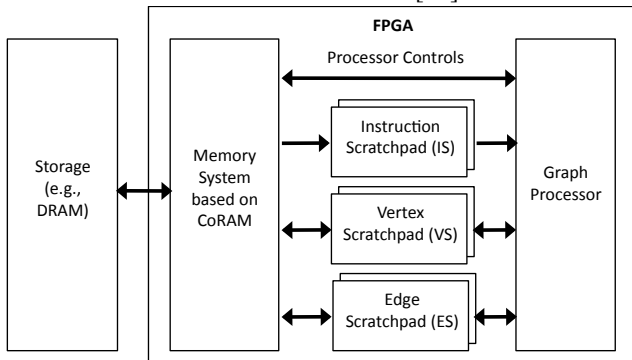 FPGA
Processor Controls
Storage
(e.g.,
DRAM)
Memory
System
based on
CoRAM
Instruction
Scratchpad (IS)
Vertex
Scratchpad (VS)
Edge
Scratchpad (ES)
Graph
Processor